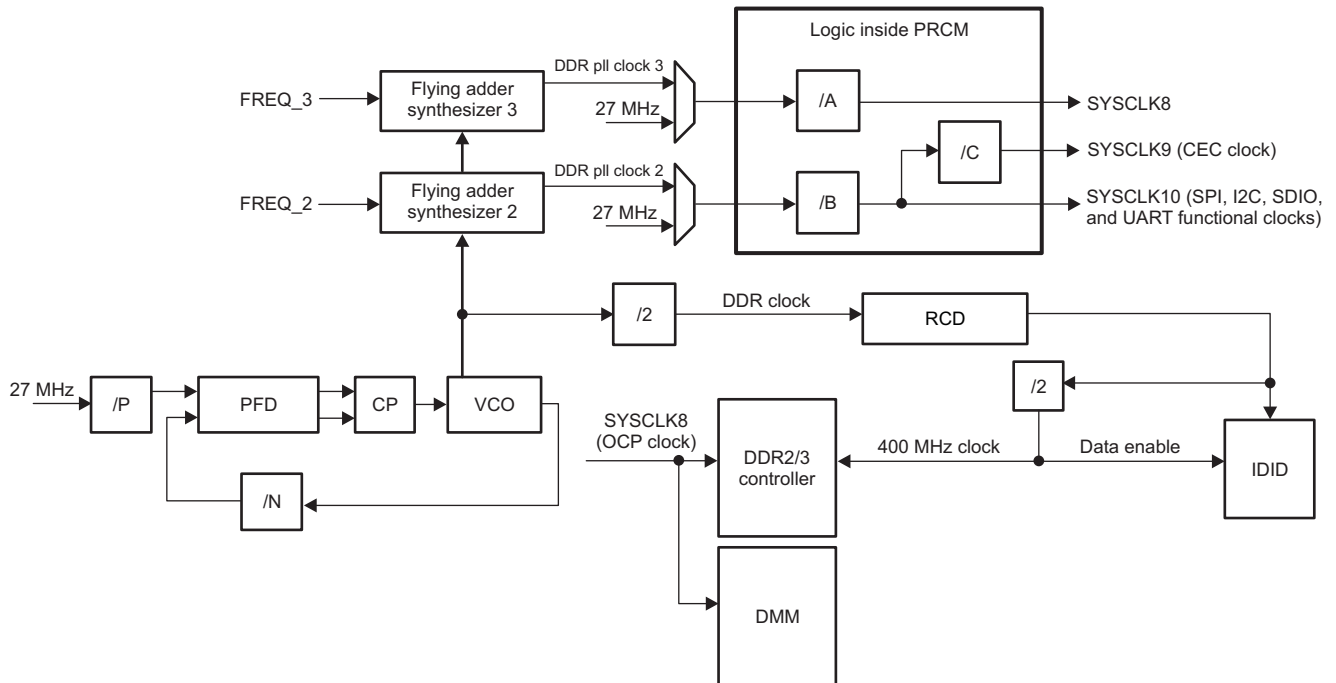 Logic inside PRCM
DDR pll clock 3
FREQ_3
Flying adder
synthesizer 3
27 MHz
/A
SYSCLK8
/C
SYSCLK9 (CEC clock)
DDR pll clock 2
FREQ_2
Flying adder
synthesizer 2
27 MHz
/B
SYSCLK10 (SPI, I2C, SDIO,
and UART functional clocks)
/2
DDR clock
RCD
27 MHz
/P
PFD
CP
VCO
/2
SYSCLK8
(OCP clock)
DDR2/3
controller
400 MHz clock
Data enable
IDID
/N
DMM